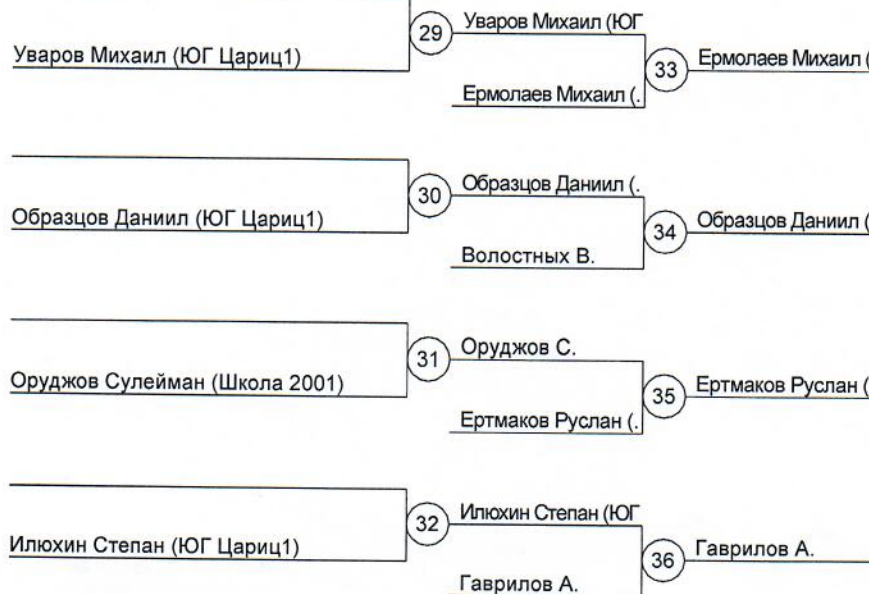 Уваров Михаил (ЮГ Цариц1)
29
Уваров Михаил (ЮГ
Ермолаев Михаил (.
33
Ермолаев Михаил (
Образцов Даниил (ЮГ Цариц1)
30
Образцов Даниил (.
Волостных В.
34
Образцов Даниил (
Оруджов Сулейман (Школа 2001)
31
Оруджов С.
Ертмаков Руслан (.
35
Ертмаков Руслан (
Илюхин Степан (ЮГ Цариц1)
32
Илюхин Степан (ЮГ
Гаврилов А.
36
Гаврилов А.